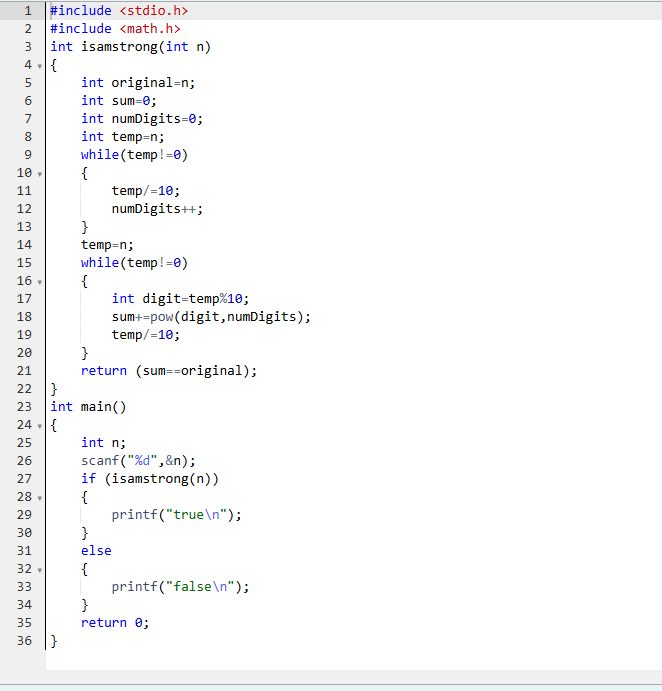 1 #include <stdio.h>
2 #include <math.h>
3 int isamstrong(int n)
4 {
5     int original=n;
6     int sum=0;
7     int numDigits=0;
8     int temp=n;
9     while(temp!=0)
10     {
11         temp/=10;
12         numDigits++;
13     }
14     temp=n;
15     while(temp!=0)
16     {
17         int digit=temp%10;
18         sum+=pow(digit,numDigits);
19         temp/=10;
20     }
21     return (sum==original);
22 }
23 int main()
24 {
25     int n;
26     scanf("%d",&n);
27     if (isamstrong(n))
28     {
29         printf("true\n");
30     }
31     else
32     {
33         printf("false\n");
34     }
35     return 0;
36 }